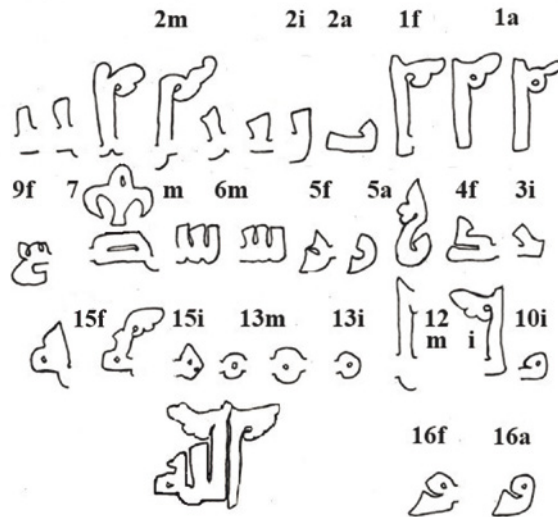 2m 2i 2a 1f 1a
9f 7 m 6m 5f 5a 4f 3i
15f 15i 13m 13i 12 10i
m i
16f 16a
الله